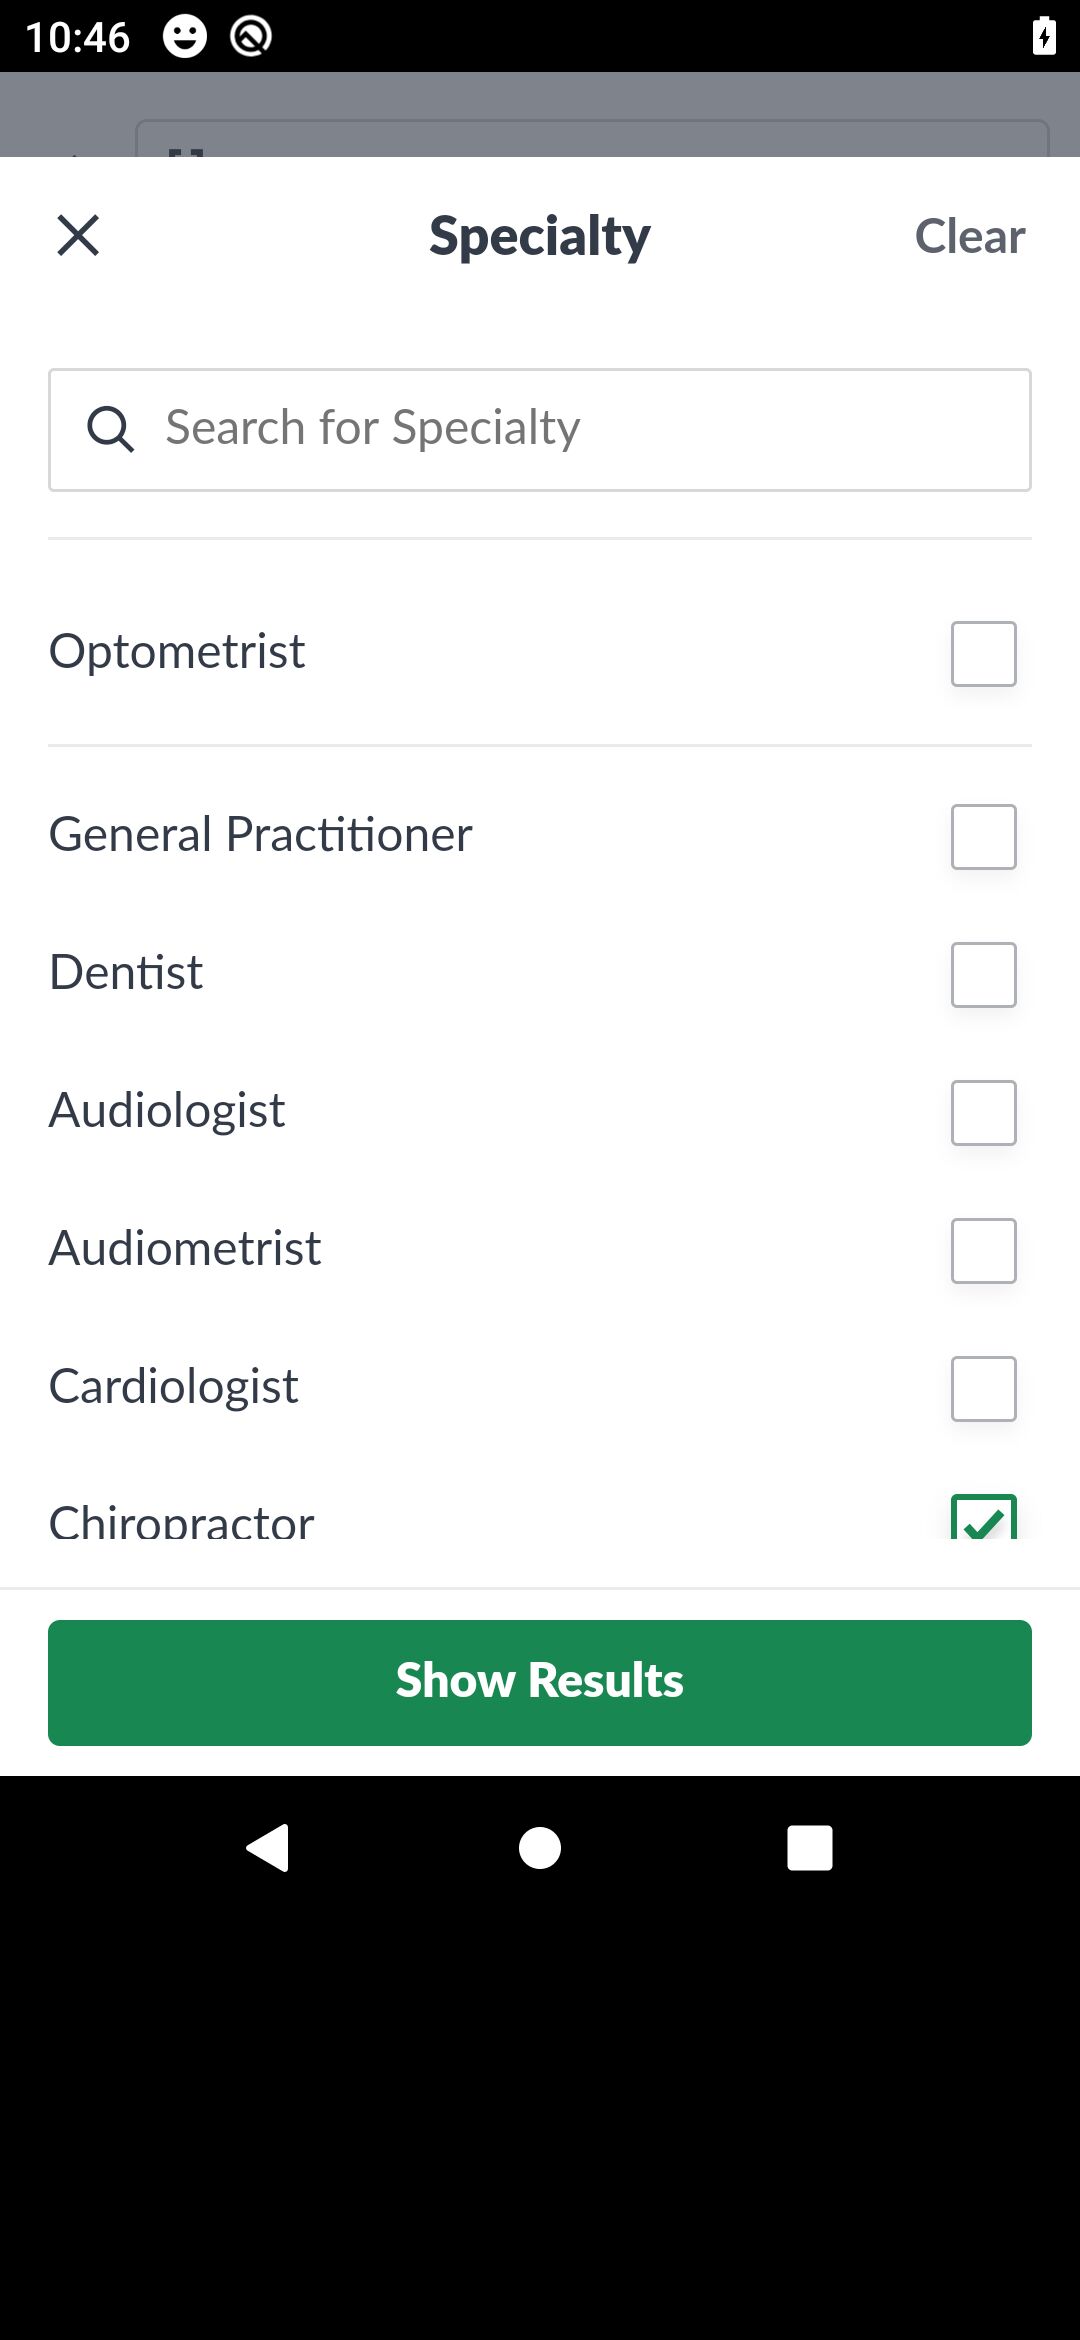 10:46
Specialty
Clear
Search for Specialty
Optometrist
General Practitioner
Dentist
Audiologist
Audiometrist
Cardiologist
Chiropractor
Show Results